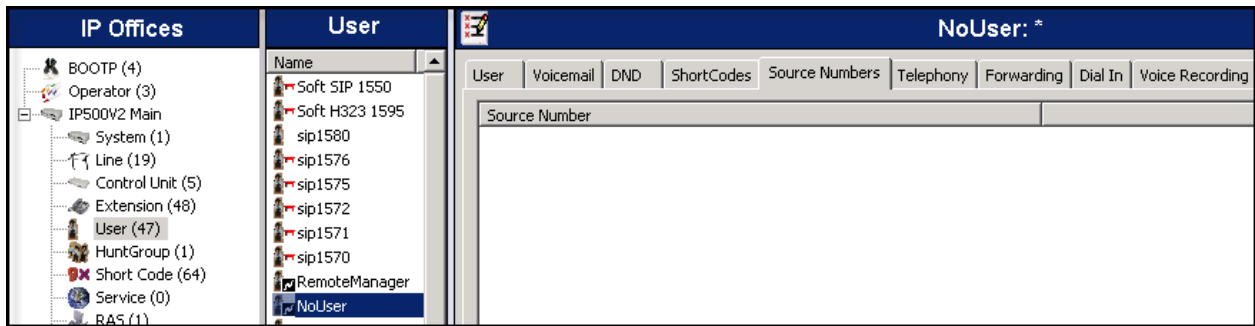 IP Offices
BOOTP (4)
Operator (3)
IP500V2 Main
System (1)
Line (19)
Control Unit (5)
Extension (48)
User (47)
HuntGroup (1)
Short Code (64)
Service (0)
RAS (1)
User
Name
Soft SIP 1550
Soft H323 1595
sip1580
sip1576
sip1575
sip1572
sip1571
sip1570
RemoteManager
NoUser
NoUser: *
User Voicemail DND ShortCodes Source Numbers Telephony Forwarding Dial In Voice Recording
Source Number